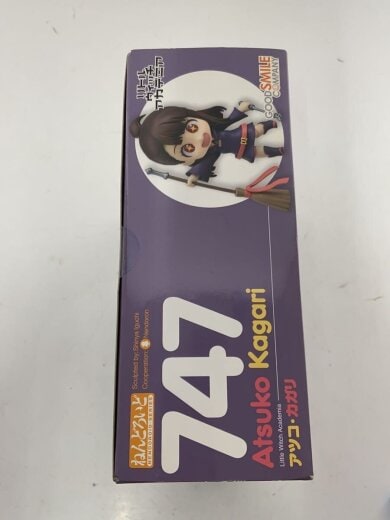 リトル
ウィッチ
アカデミア
GOOD SMILE
COMPANY
ねんどろいど
NENDOROID SERIES
Sculpted by Shinya Iguchi
Cooperation Nendoron
747
Atsuko Kagari
Little Witch Academia
アツコ・カガリ